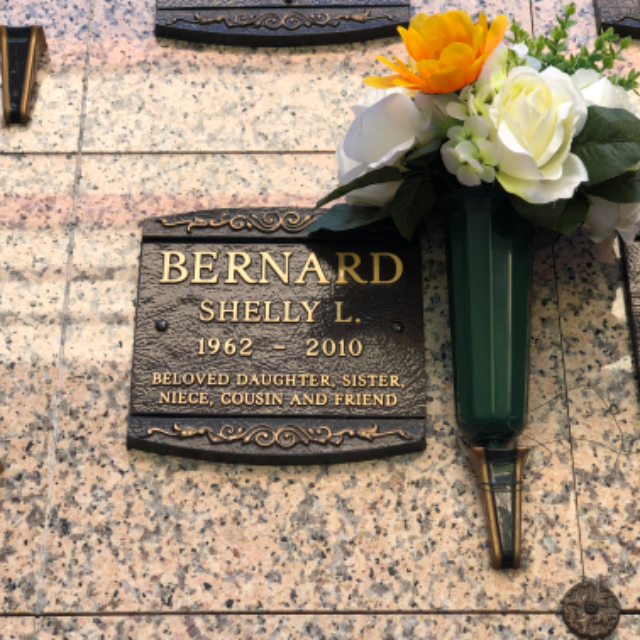 BERNARD
SHELLY L.
1962 – 2010
BELOVED DAUGHTER, SISTER,
NIECE, COUSIN AND FRIEND